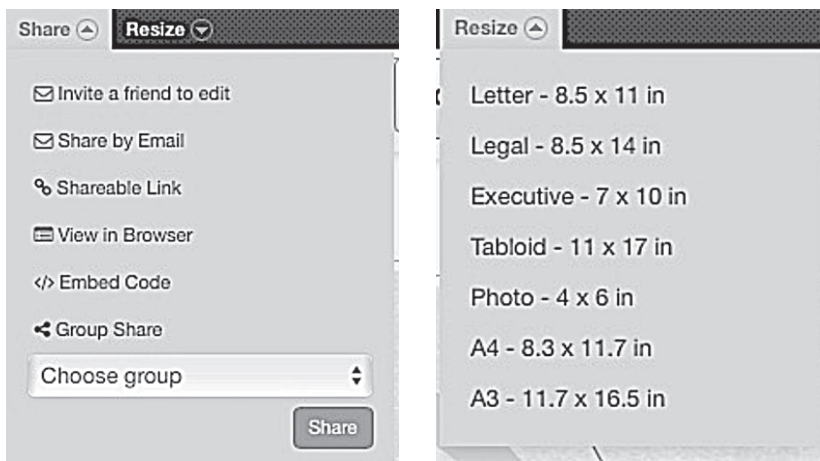 Share
Resize
Invite a friend to edit
Share by Email
Shareable Link
View in Browser
</> Embed Code
Group Share
Choose group
Share
Resize
Letter - 8.5 x 11 in
Legal - 8.5 x 14 in
Executive - 7 x 10 in
Tabloid - 11 x 17 in
Photo - 4 x 6 in
A4 - 8.3 x 11.7 in
A3 - 11.7 x 16.5 in